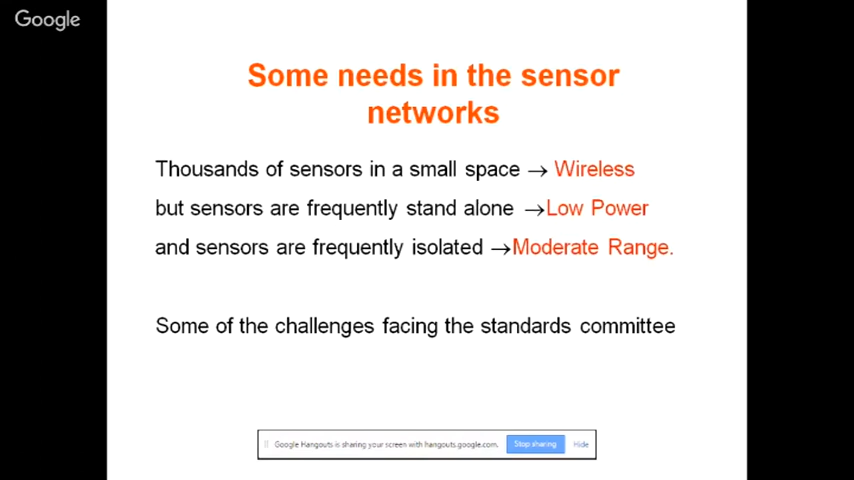 Google
Some needs in the sensor
networks
Thousands of sensors in a small space → Wireless
but sensors are frequently stand alone →Low Power
and sensors are frequently isolated →Moderate Range.
Some of the challenges facing the standards committee
Google Hangouts is sharing your screen with hangouts.google.com. Stop sharing Hide